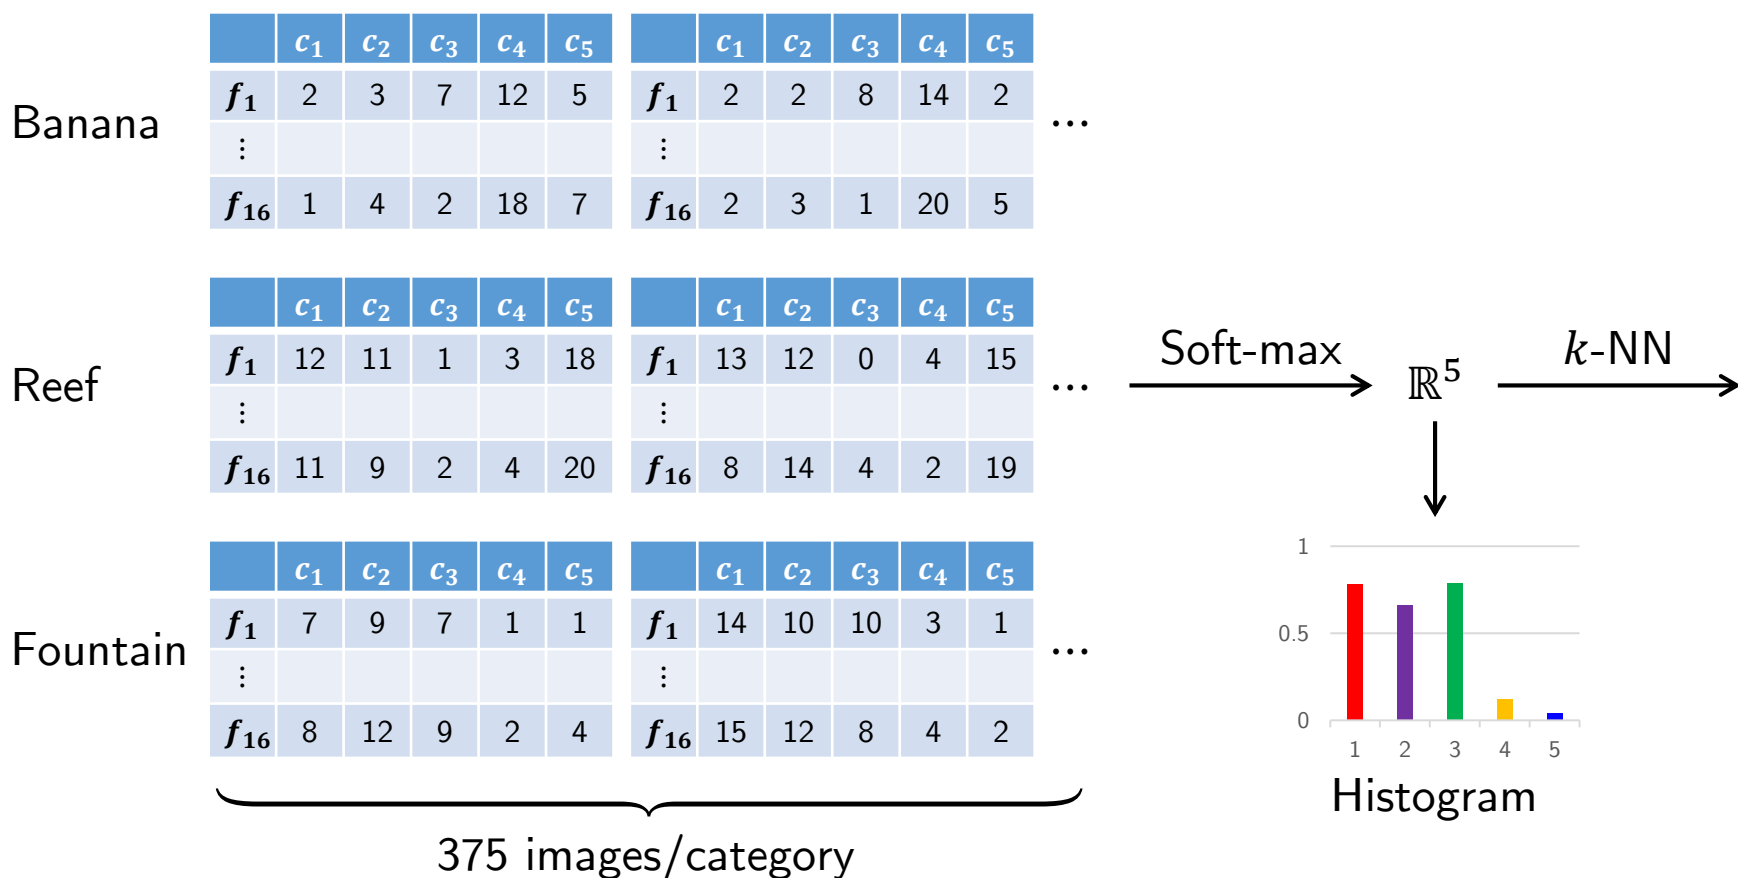 Banana
c₁ c₂ c₃ c₄ c₅
f₁ 2 3 7 12 5
⋮
f₁₆ 1 4 2 18 7
c₁ c₂ c₃ c₄ c₅
f₁ 2 2 8 14 2
⋮
f₁₆ 2 3 1 20 5
...
Reef
c₁ c₂ c₃ c₄ c₅
f₁ 12 11 1 3 18
⋮
f₁₆ 11 9 2 4 20
c₁ c₂ c₃ c₄ c₅
f₁ 13 12 0 4 15
⋮
f₁₆ 8 14 4 2 19
...
Fountain
c₁ c₂ c₃ c₄ c₅
f₁ 7 9 7 1 1
⋮
f₁₆ 8 12 9 2 4
c₁ c₂ c₃ c₄ c₅
f₁ 14 10 10 3 1
⋮
f₁₆ 15 12 8 4 2
...
375 images/category
Soft-max
ℝ⁵
k-NN
1
0.5
0
1 2 3 4 5
Histogram